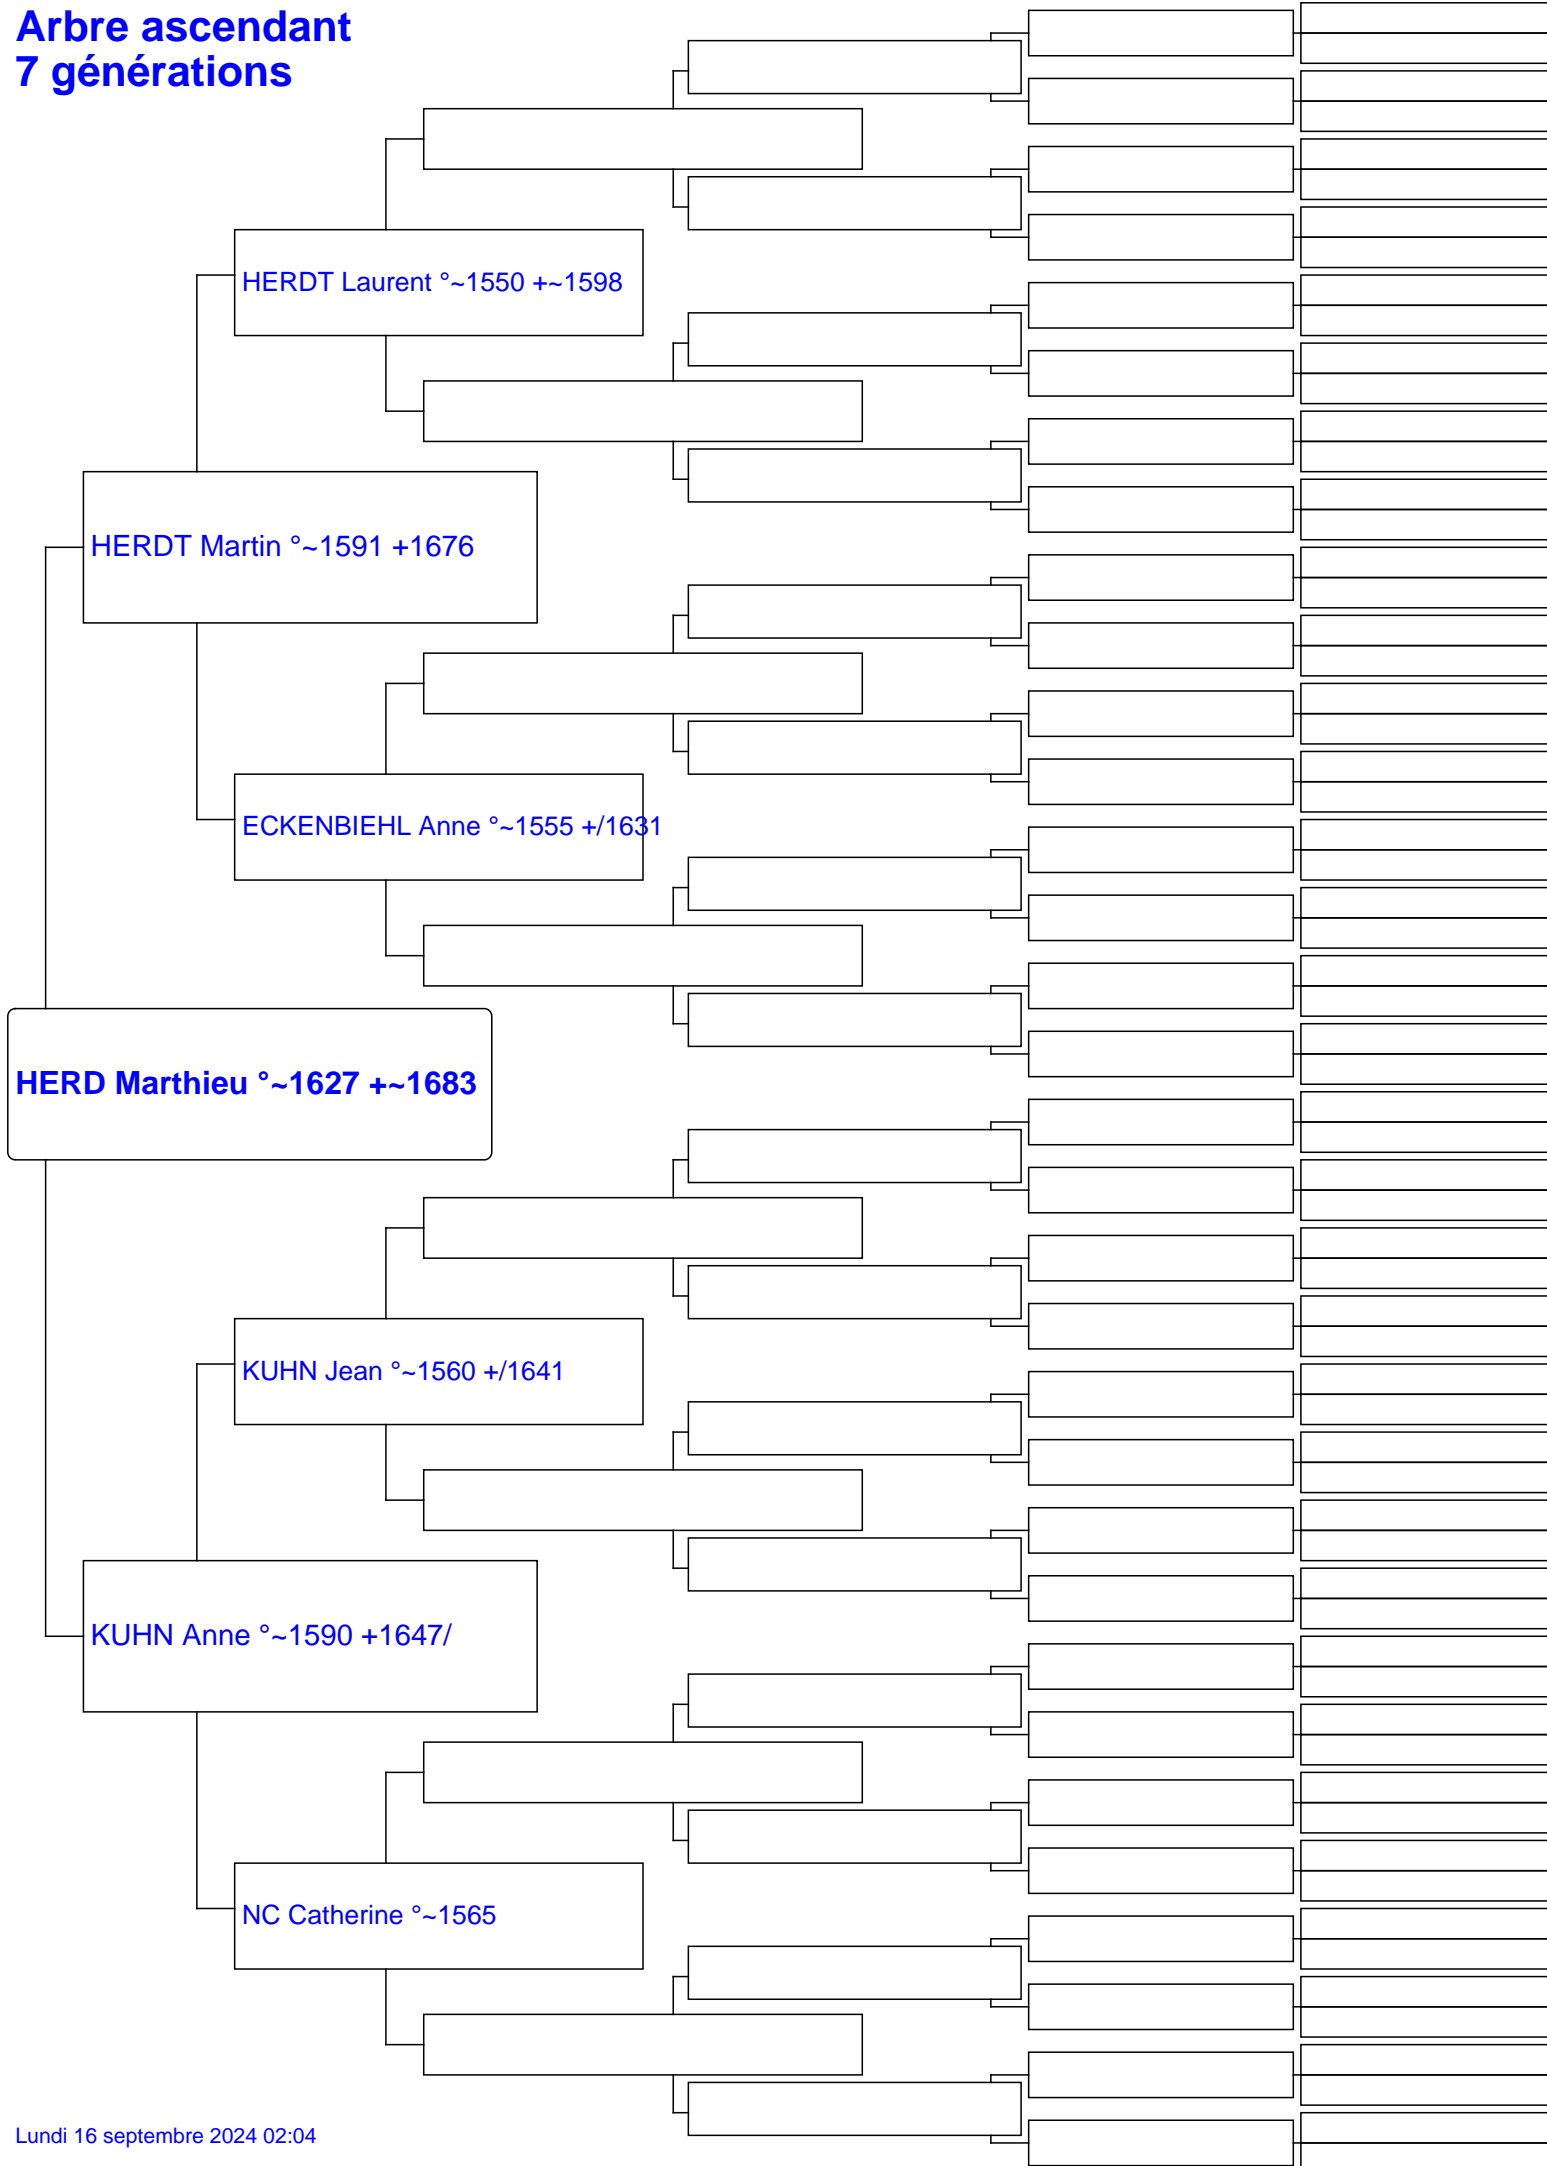 Arbre ascendant
7 générations
HERDT Laurent °~1550 +~1598
HERDT Martin °~1591 +1676
ECKENBIEHL Anne °~1555 +/1631
HERD Marthieu °~1627 +~1683
KUHN Jean °~1560 +/1641
KUHN Anne °~1590 +1647/
NC Catherine °~1565
Lundi 16 septembre 2024 02:04